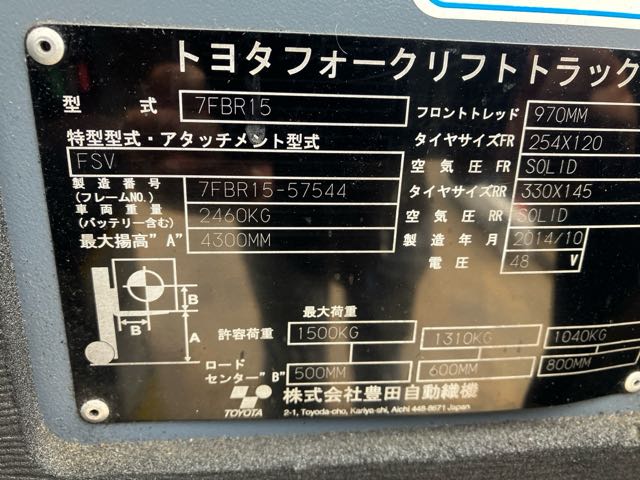 トヨタフォークリフトトラック
型式 7FBR15
特型型式・アタッチメント型式
FSV
製造番号
(フレームNO.) 7FBR15-57544
車両重量
(バッテリー含む) 2460KG
最大揚高"A" 4300MM
フロントトレッド 970MM
タイヤサイズFR 254X120
空気圧FR SOLID
タイヤサイズRR 330X145
空気圧RR SOLID
製造年月 2014/10
電圧 48 V
B
B
A
最大荷重
許容荷重 1500KG 1310KG 1040KG
ロード
センター"B" 500MM 600MM 800MM
TOYOTA
株式会社豊田自動織機
2-1, Toyoda-cho, Kariya-shi, Aichi 448-8671 Japan